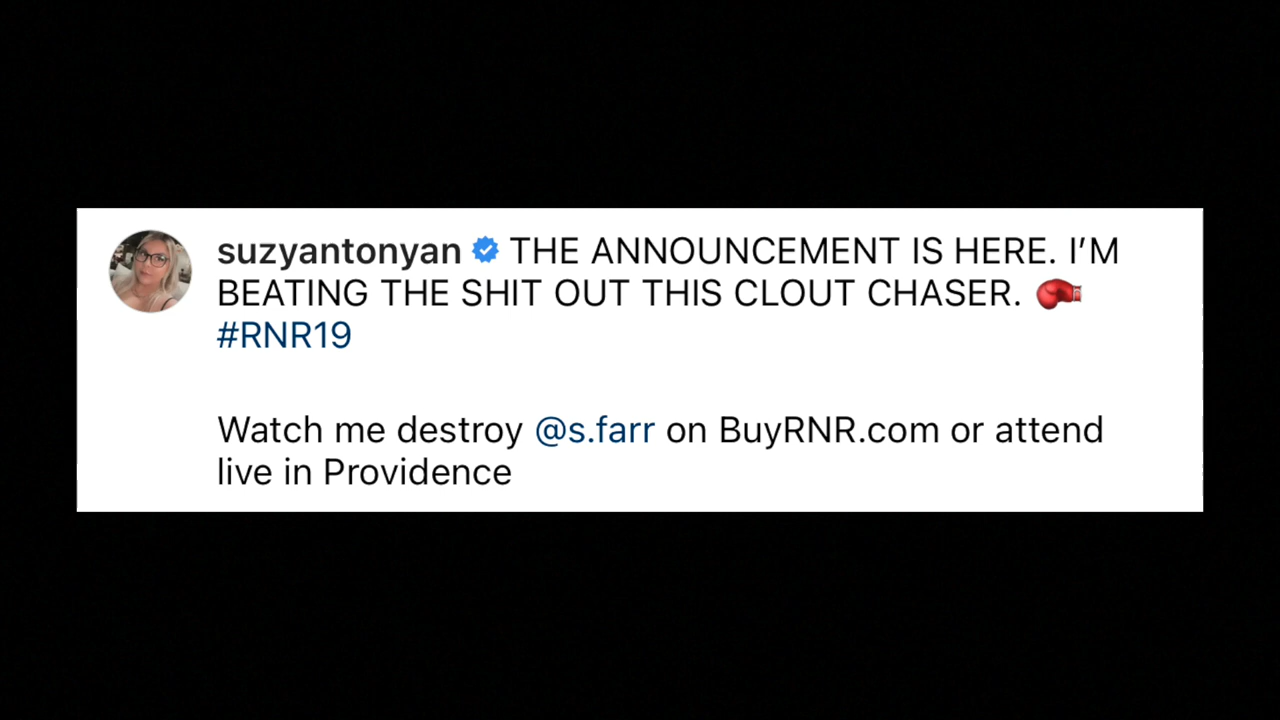 suzyantonyan THE ANNOUNCEMENT IS HERE. I’M
BEATING THE SHIT OUT THIS CLOUT CHASER. 🥊
#RNR19
Watch me destroy @s.farr on BuyRNR.com or attend
live in Providence